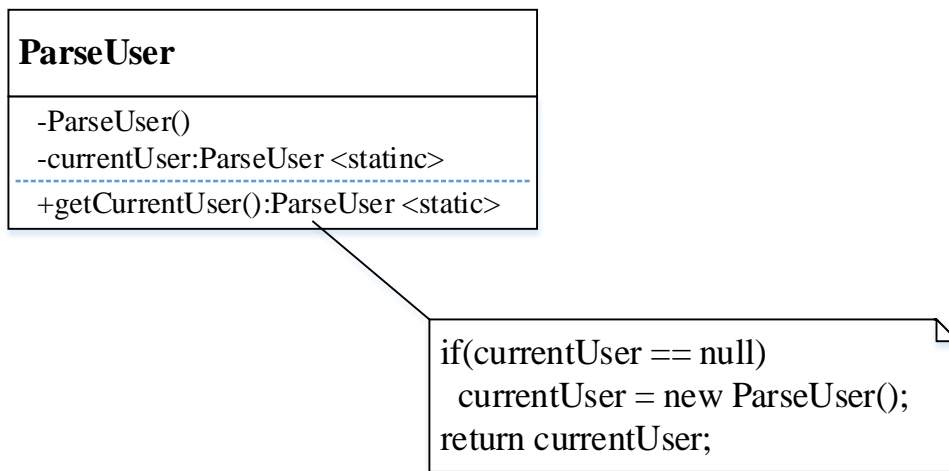 ParseUser
-ParseUser()
-currentUser:ParseUser <statinc>
+getCurrentUser():ParseUser <static>
if(currentUser == null)
currentUser = new ParseUser();
return currentUser;